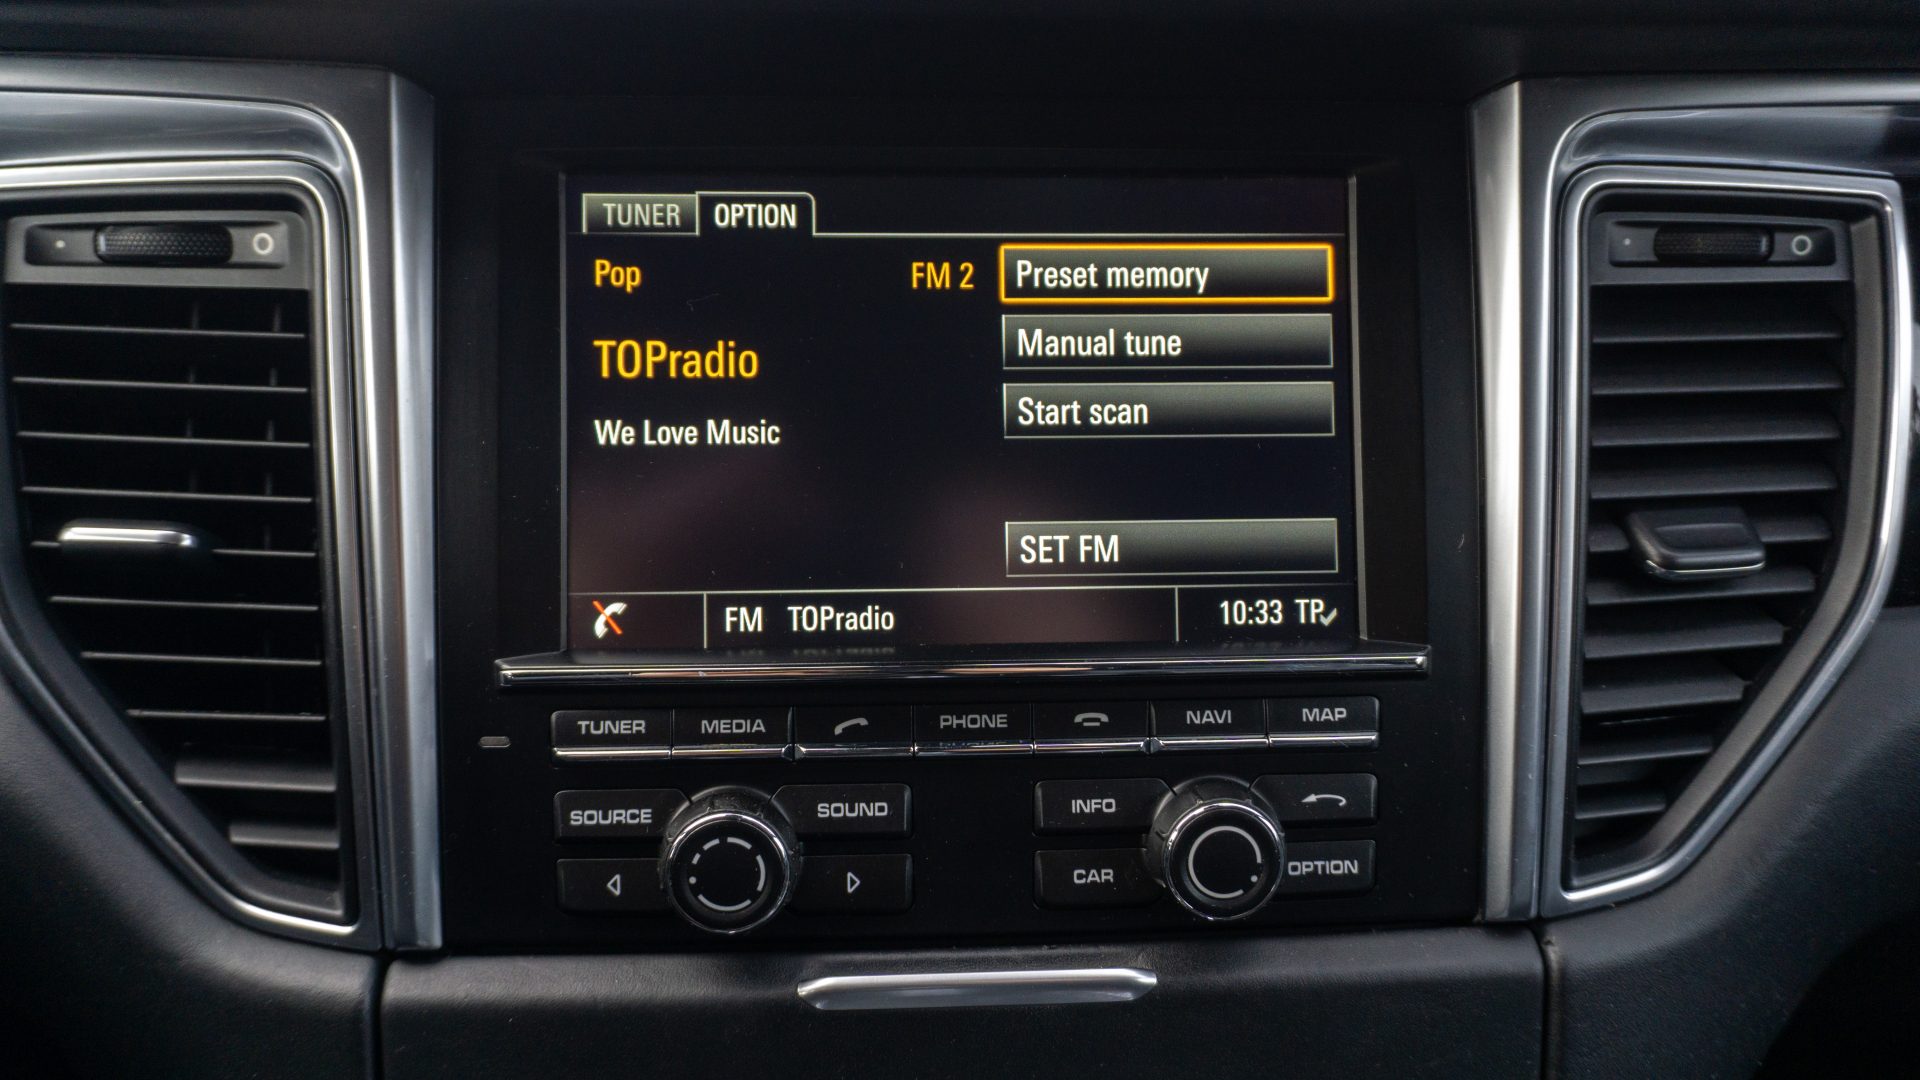 TUNER OPTION
Pop FM 2 Preset memory
Manual tune
TOPradio
Start scan
We Love Music
SET FM
FM TOPradio 10:33 TP
TUNER MEDIA PHONE NAVI MAP
SOURCE SOUND INFO
CAR OPTION